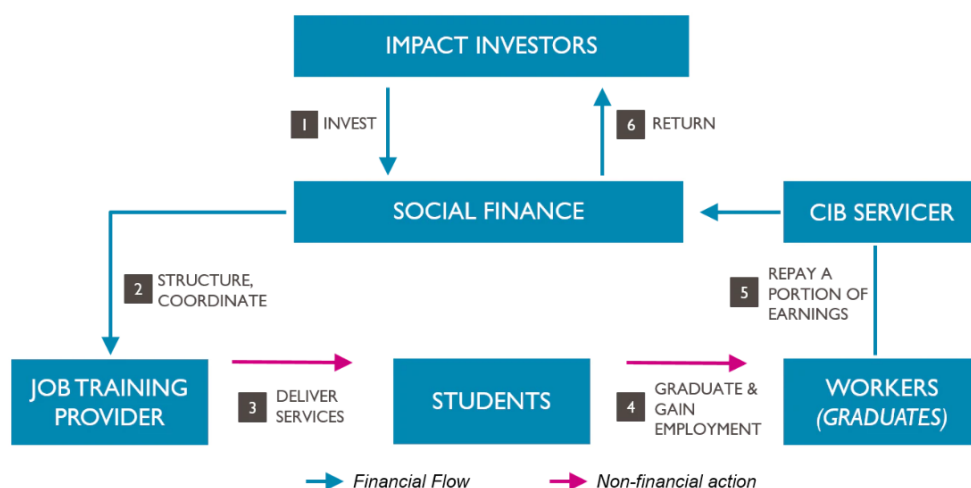 IMPACT INVESTORS
1 INVEST
6 RETURN
SOCIAL FINANCE
CIB SERVICER
2 STRUCTURE,
COORDINATE
5 REPAY A
PORTION OF
EARNINGS
JOB TRAINING
PROVIDER
3 DELIVER
SERVICES
STUDENTS
4 GRADUATE &
GAIN
EMPLOYMENT
WORKERS
(GRADUATES)
Financial Flow
Non-financial action